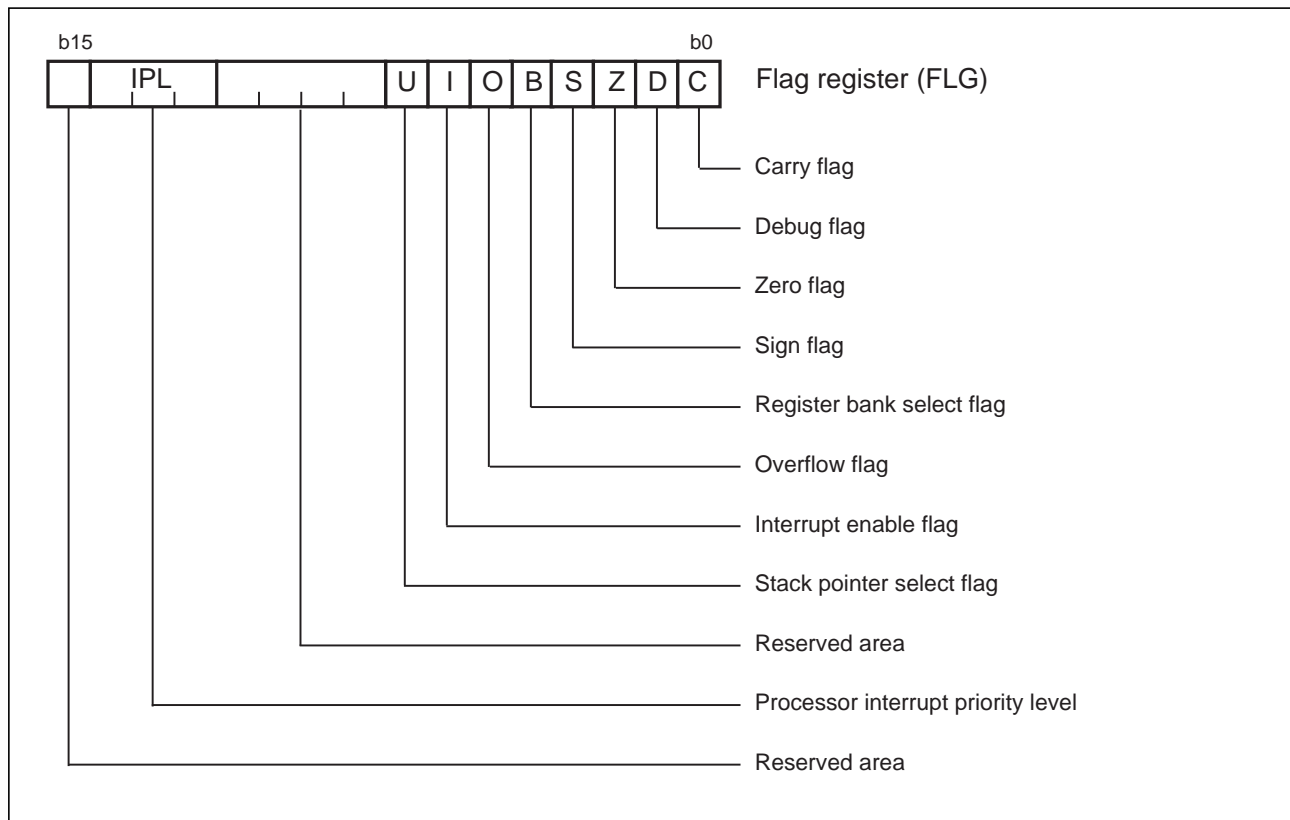 b15 b0
IPL U I O B S Z D C Flag register (FLG)
Carry flag
Debug flag
Zero flag
Sign flag
Register bank select flag
Overflow flag
Interrupt enable flag
Stack pointer select flag
Reserved area
Processor interrupt priority level
Reserved area